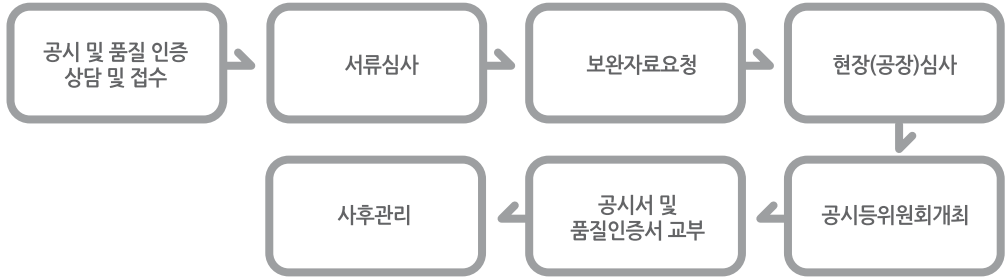 공시 및 품질 인증
상담 및 접수
서류심사
보완자료요청
현장(공장)심사
공시등위원회개최
공시서 및
품질인증서 교부
사후관리